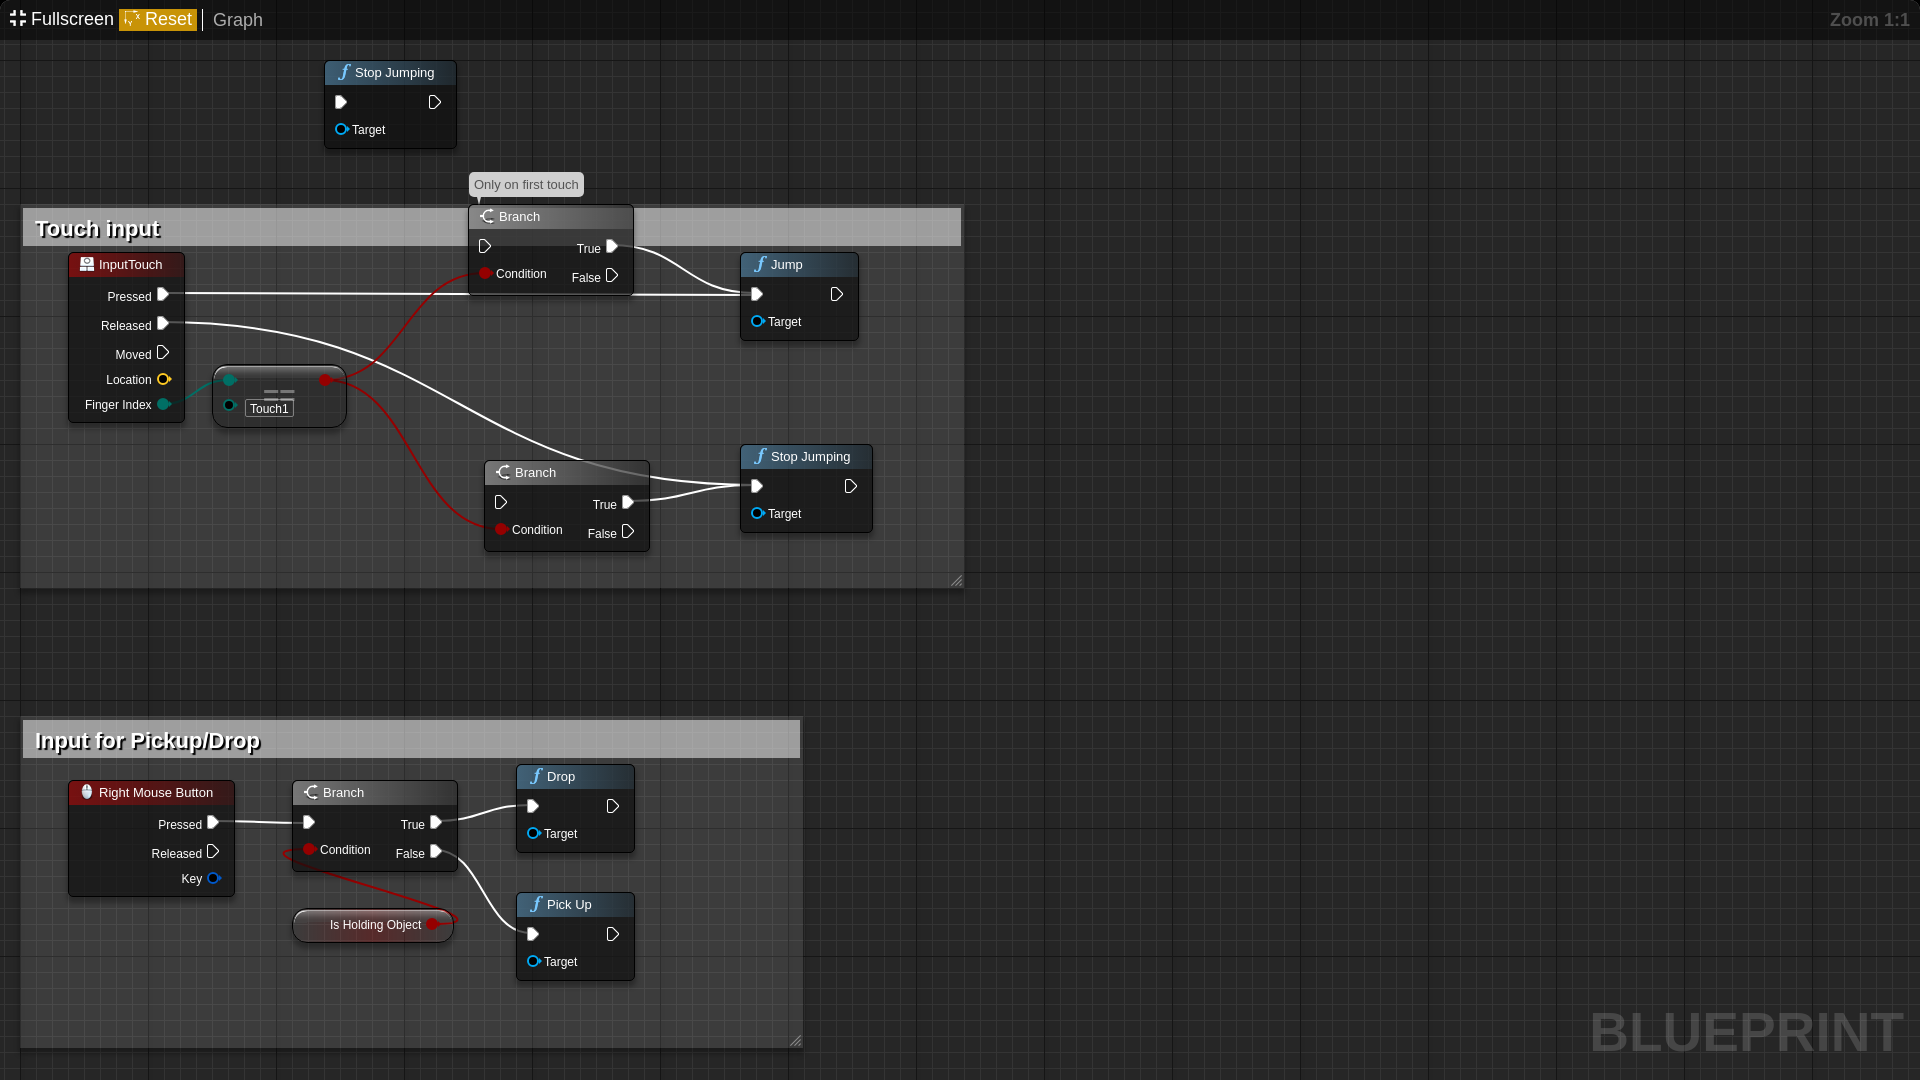 Fullscreen Reset Graph Zoom 1:1
Stop Jumping
Target
Only on first touch
Touch input
Branch
True
Condition
False
InputTouch
Pressed
Released
Moved
Location
Finger Index
==
Touch1
Jump
Target
Branch
True
Condition
False
Stop Jumping
Target
Input for Pickup/Drop
Right Mouse Button
Pressed
Released
Key
Branch
True
Condition
False
Is Holding Object
Drop
Target
Pick Up
Target
BLUEPRINT